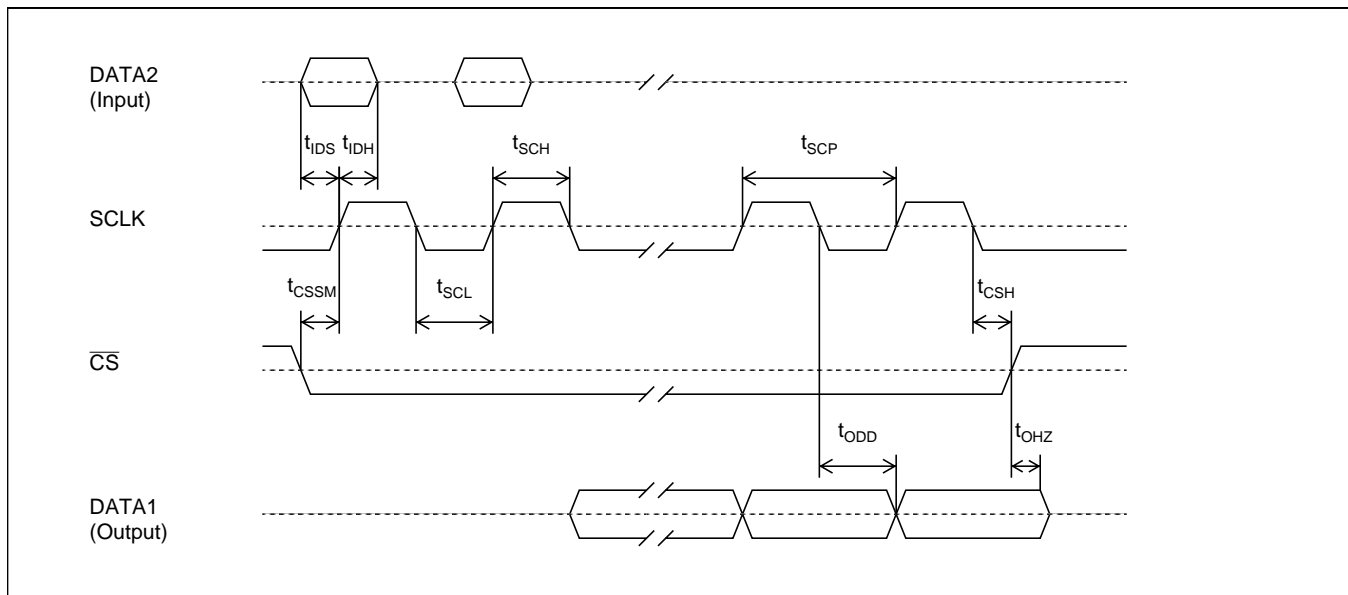 DATA2
(Input)
tIDS tIDH
tSCH
tSCP
SCLK
tCSSM
tSCL
tCSH
CS
tODD
tOHZ
DATA1
(Output)